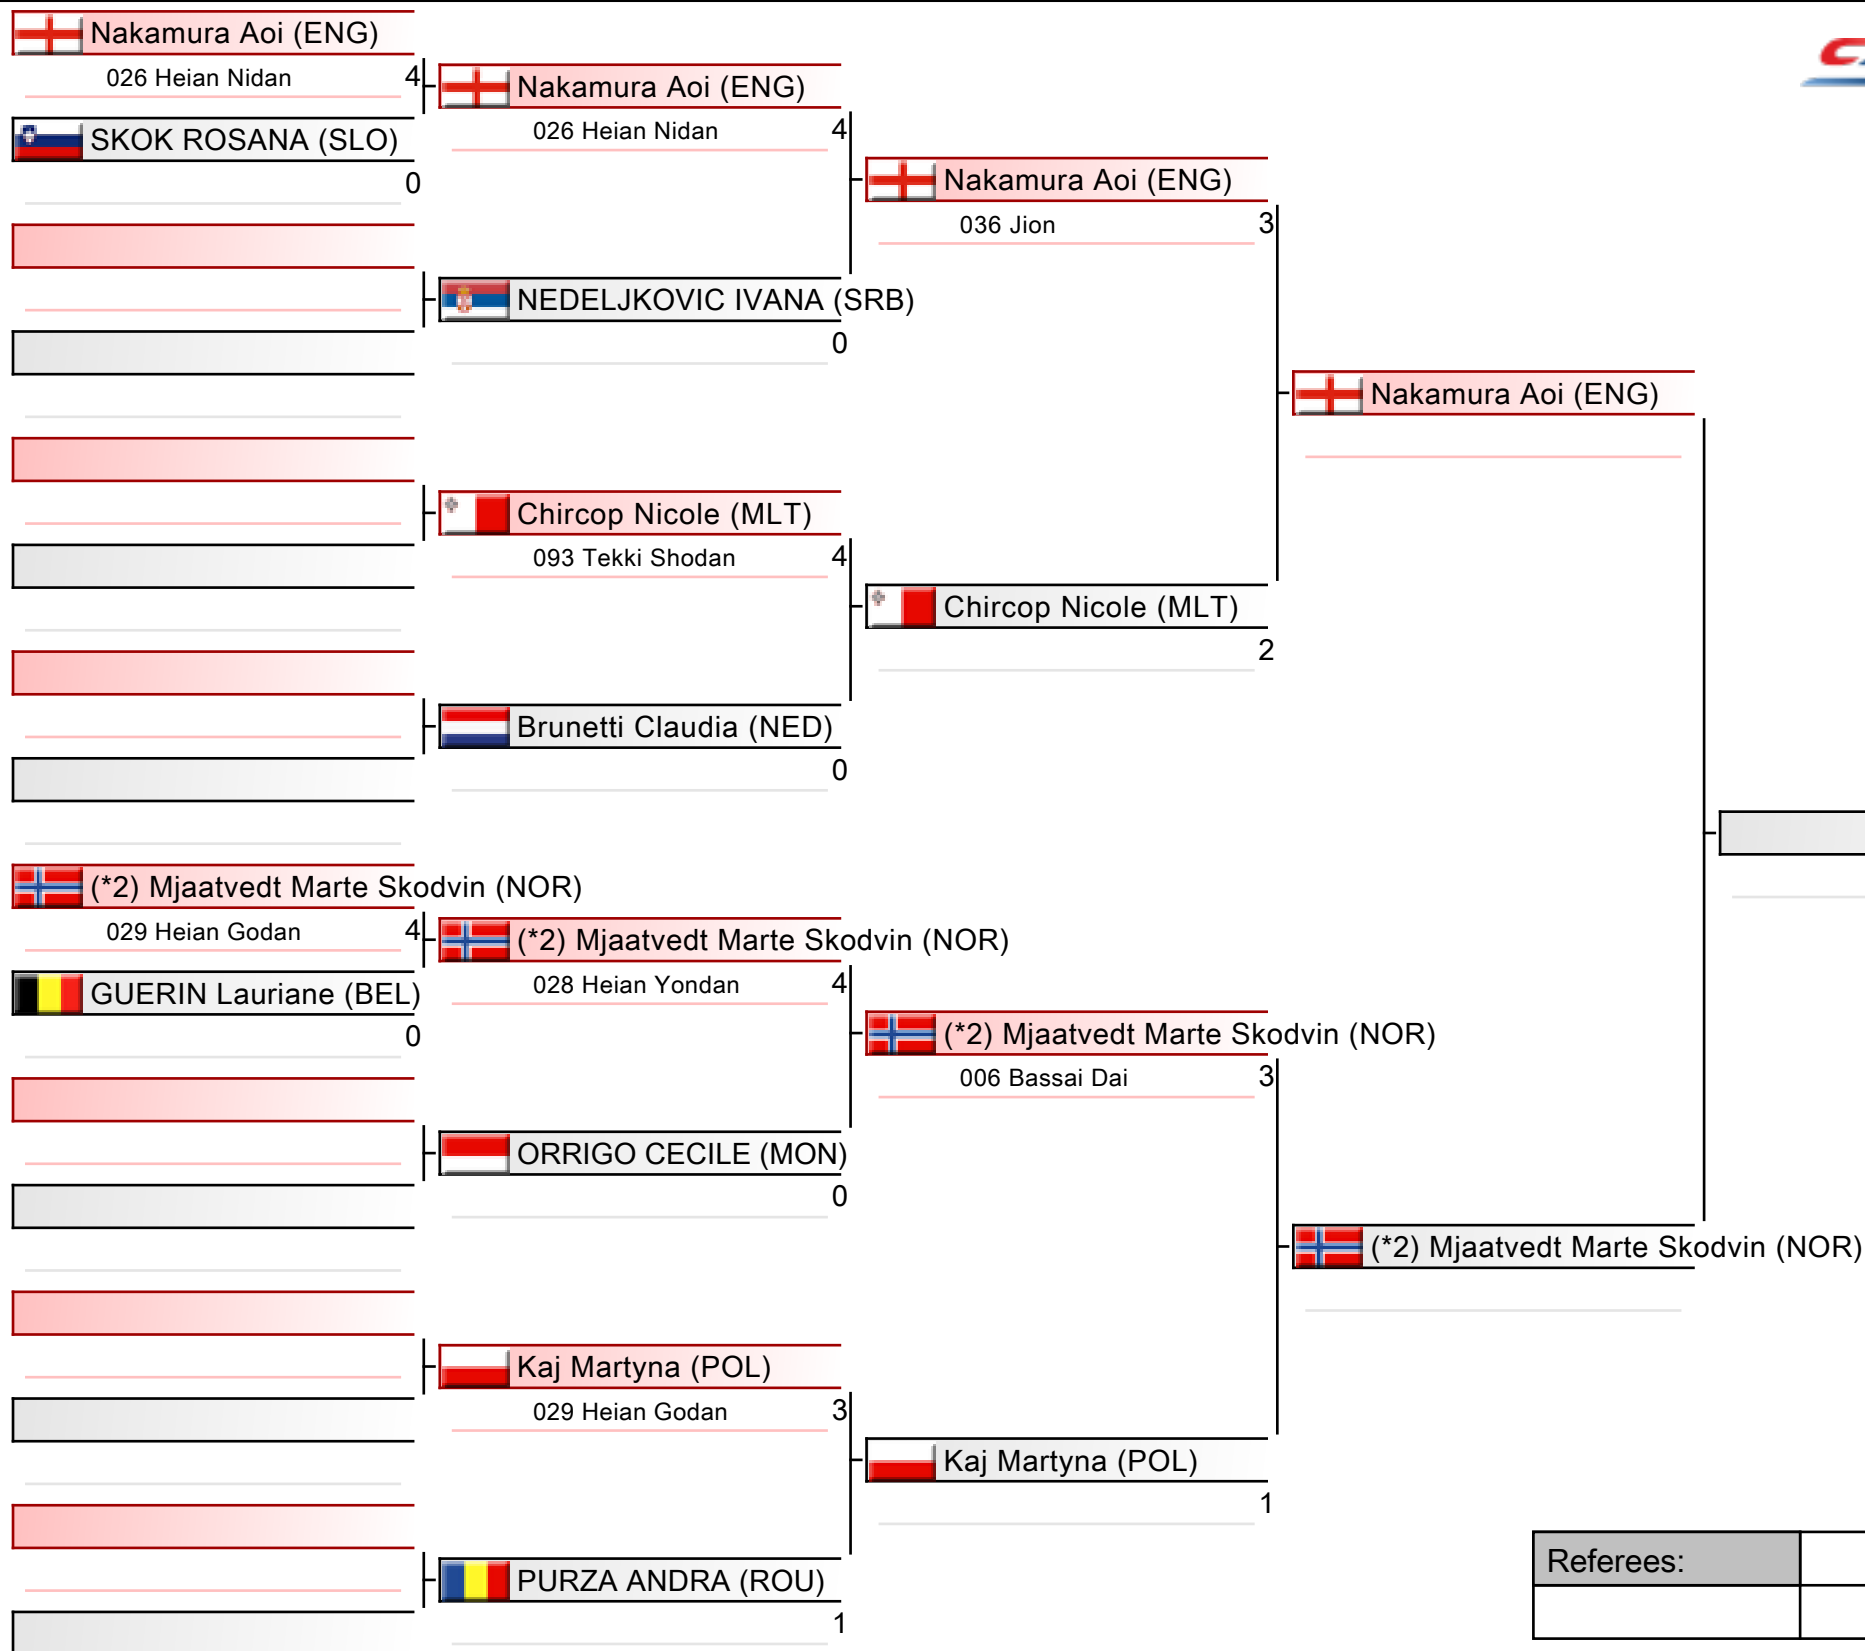 Nakamura Aoi (ENG)
026 Heian Nidan 4
SKOK ROSANA (SLO)
0
Nakamura Aoi (ENG)
026 Heian Nidan 4
NEDELJKOVIC IVANA (SRB)
0
Chircop Nicole (MLT)
093 Tekki Shodan 4
Brunetti Claudia (NED)
0
Nakamura Aoi (ENG)
036 Jion 3
Chircop Nicole (MLT)
2
Nakamura Aoi (ENG)
(*2) Mjaatvedt Marte Skodvin (NOR)
029 Heian Godan 4
GUERIN Lauriane (BEL)
0
(*2) Mjaatvedt Marte Skodvin (NOR)
028 Heian Yondan 4
ORRIGO CECILE (MON)
0
Kaj Martyna (POL)
029 Heian Godan 3
PURZA ANDRA (ROU)
1
(*2) Mjaatvedt Marte Skodvin (NOR)
006 Bassai Dai 3
Kaj Martyna (POL)
1
(*2) Mjaatvedt Marte Skodvin (NOR)
Referees: